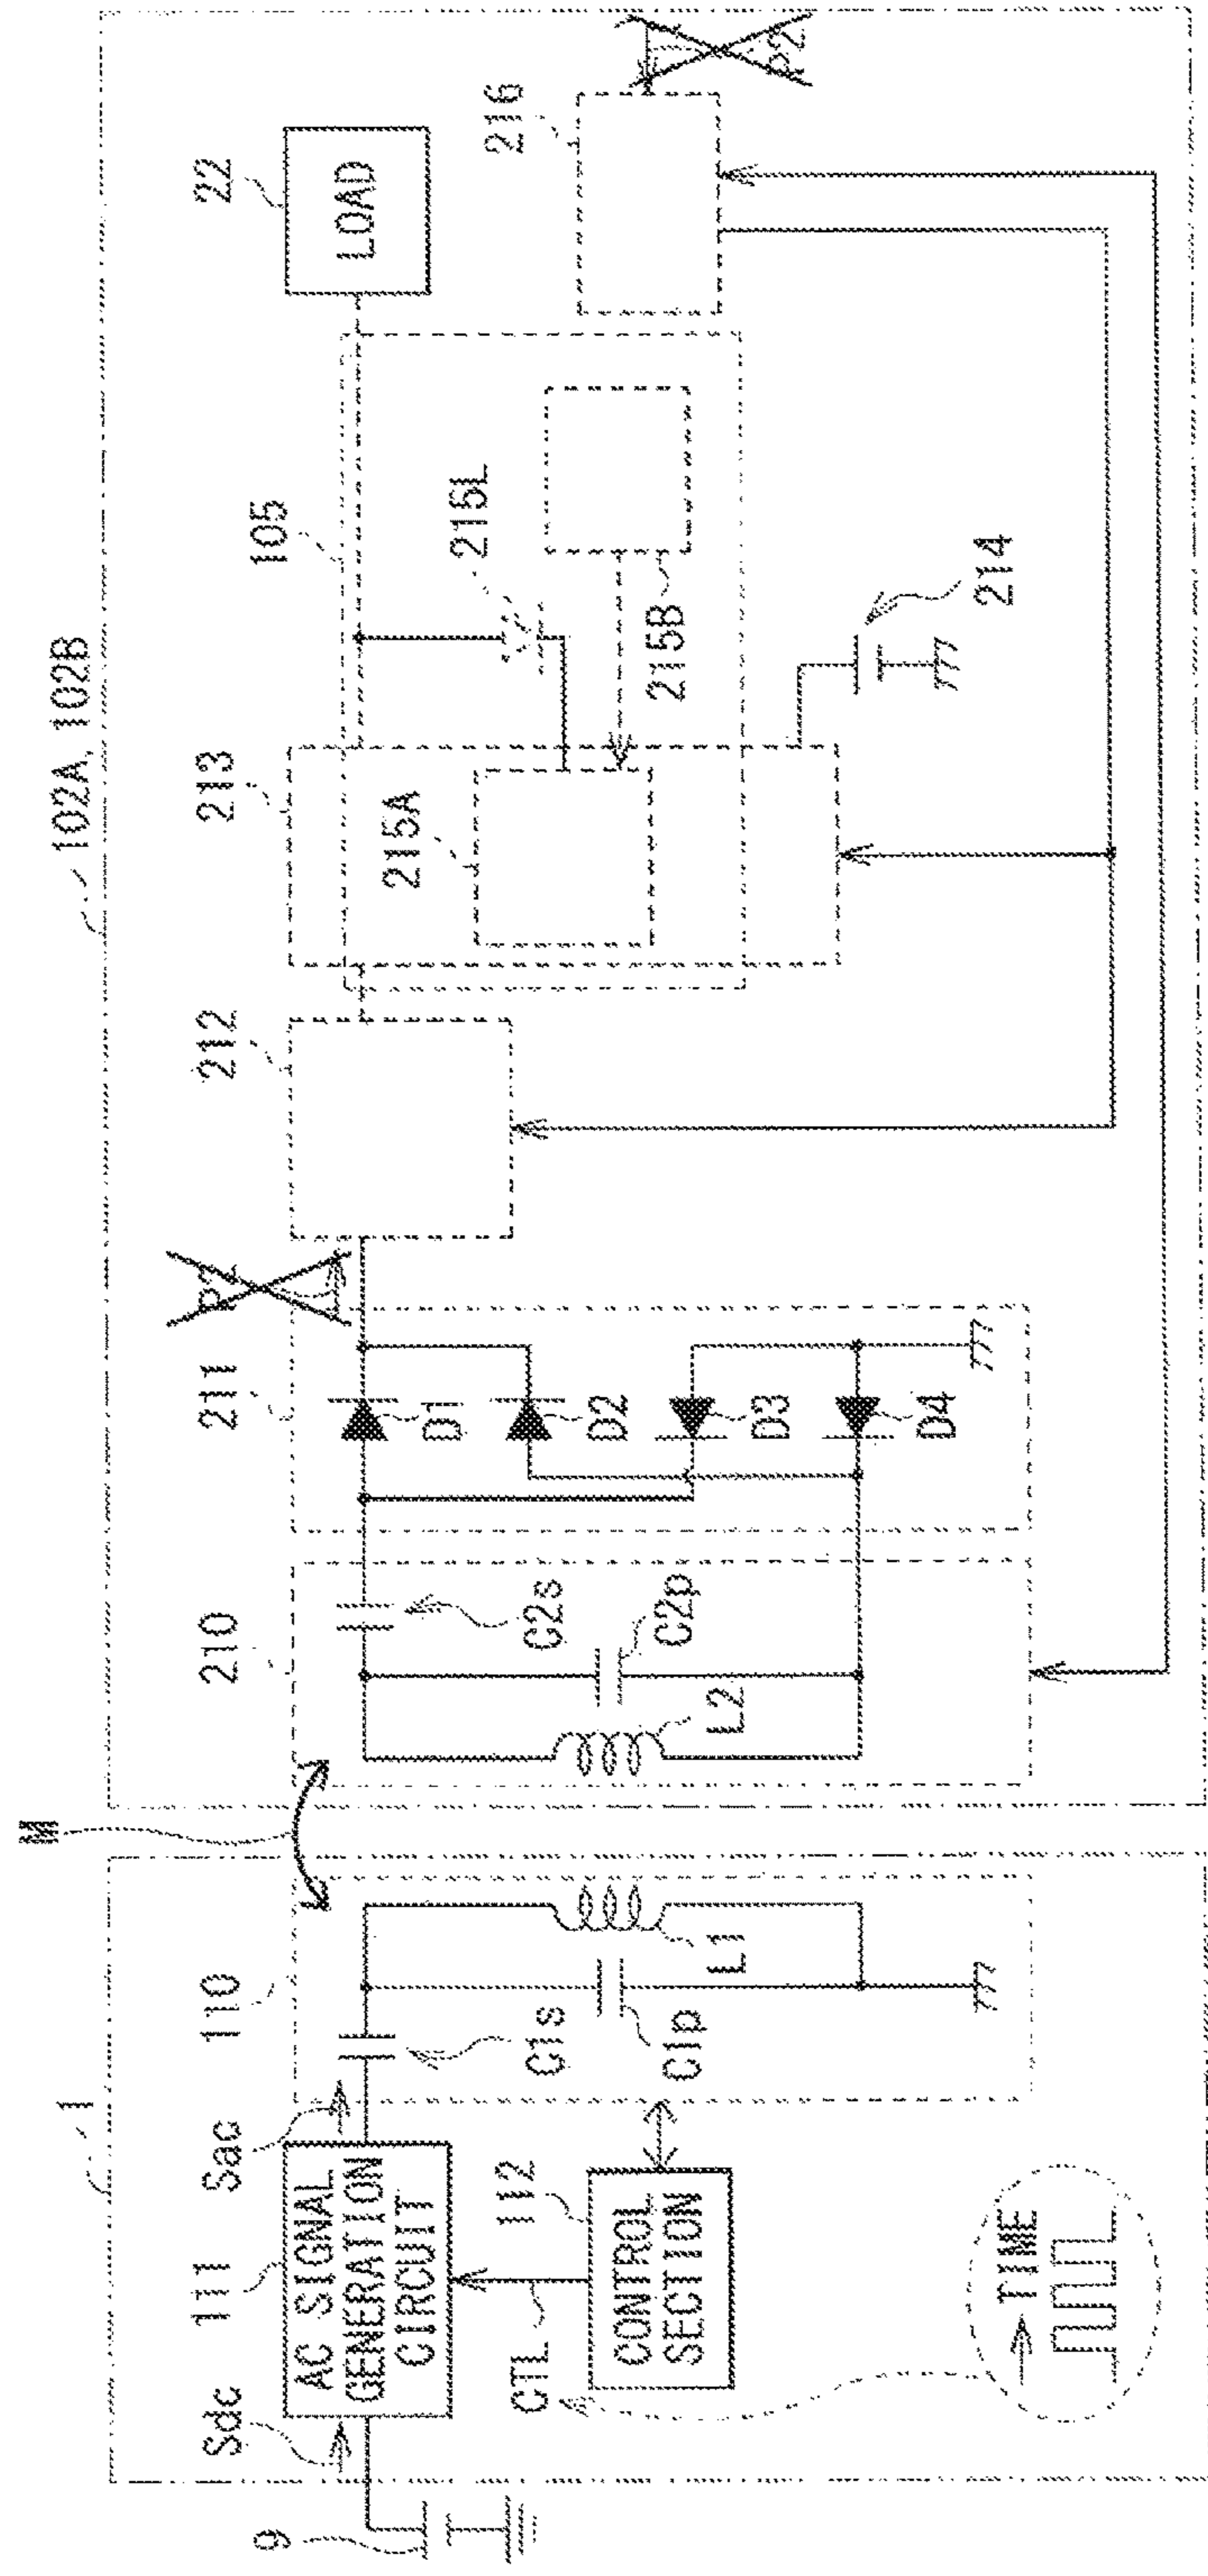 102A, 102B
1
M
9
Sdc
111
Sac
110
210
211
P2
212
213
105
22
AC SIGNAL
GENERATION
CIRCUIT
LOAD
215A
215L
216
P2
C1s
C1p
L1
L2
C2s
C2p
D1
D2
D3
D4
215B
214
112
CTL
CONTROL
SECTION
TIME